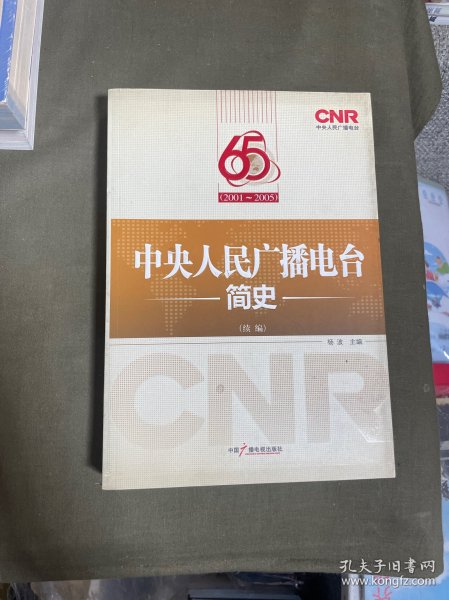 CNR
中央人民广播电台
65
(2001~2005)
中央人民广播电台
简史
(续编)
杨波 主编
CNR
中国广播电视出版社
孔夫子旧书网
www.kongfz.com